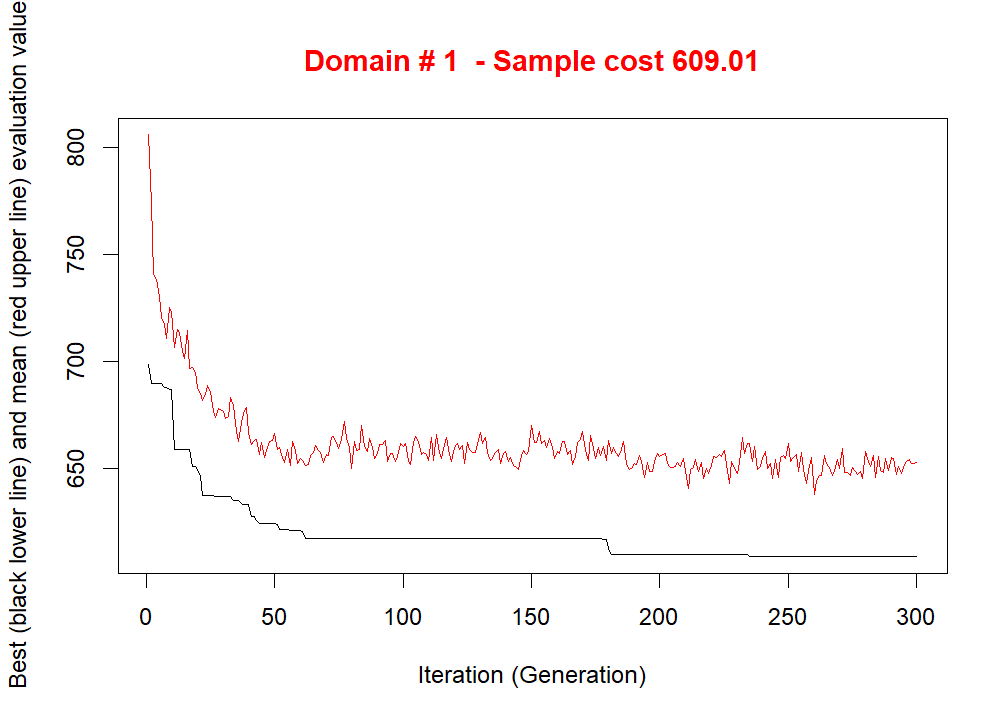 Domain # 1  - Sample cost 609.01
Best (black lower line) and mean (red upper line) evaluation value
800
750
700
650
0 50 100 150 200 250 300
Iteration (Generation)